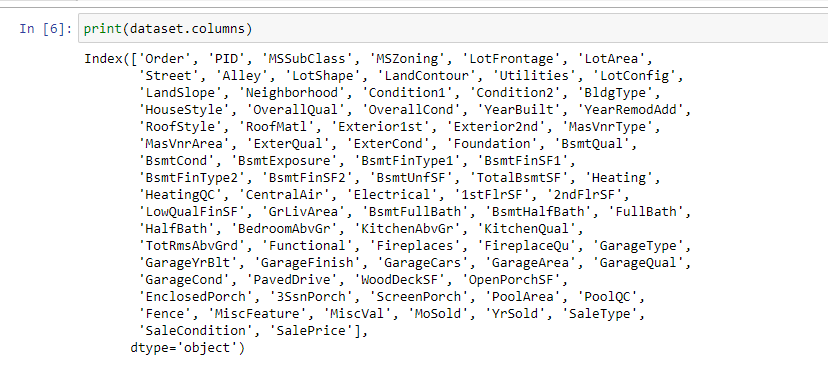 In [6]: print(dataset.columns)
Index(['Order', 'PID', 'MSSubClass', 'MSZoning', 'LotFrontage', 'LotArea',
'Street', 'Alley', 'LotShape', 'LandContour', 'Utilities', 'LotConfig',
'LandSlope', 'Neighborhood', 'Condition1', 'Condition2', 'BldgType',
'HouseStyle', 'OverallQual', 'OverallCond', 'YearBuilt', 'YearRemodAdd',
'RoofStyle', 'RoofMatl', 'Exterior1st', 'Exterior2nd', 'MasVnrType',
'MasVnrArea', 'ExterQual', 'ExterCond', 'Foundation', 'BsmtQual',
'BsmtCond', 'BsmtExposure', 'BsmtFinType1', 'BsmtFinSF1',
'BsmtFinType2', 'BsmtFinSF2', 'BsmtUnfSF', 'TotalBsmtSF', 'Heating',
'HeatingQC', 'CentralAir', 'Electrical', '1stFlrSF', '2ndFlrSF',
'LowQualFinSF', 'GrLivArea', 'BsmtFullBath', 'BsmtHalfBath', 'FullBath',
'HalfBath', 'BedroomAbvGr', 'KitchenAbvGr', 'KitchenQual',
'TotRmsAbvGrd', 'Functional', 'Fireplaces', 'FireplaceQu', 'GarageType',
'GarageYrBlt', 'GarageFinish', 'GarageCars', 'GarageArea', 'GarageQual',
'GarageCond', 'PavedDrive', 'WoodDeckSF', 'OpenPorchSF',
'EnclosedPorch', '3SsnPorch', 'ScreenPorch', 'PoolArea', 'PoolQC',
'Fence', 'MiscFeature', 'MiscVal', 'MoSold', 'YrSold', 'SaleType',
'SaleCondition', 'SalePrice'],
dtype='object')